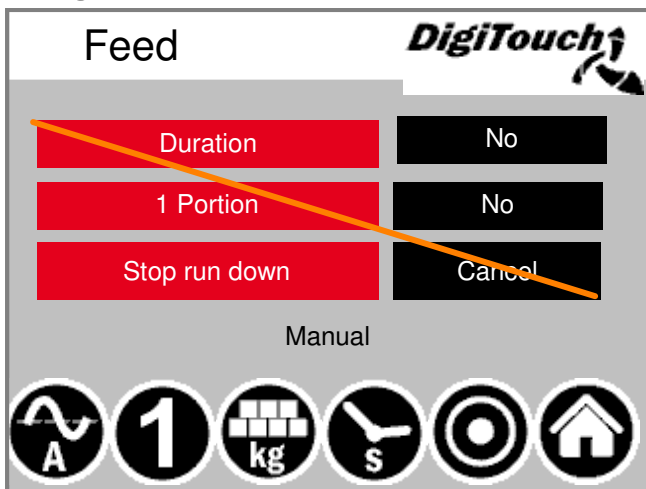 Feed DigiTouch
Duration No
1 Portion No
Stop run down Cancel
Manual
A 1 kg s